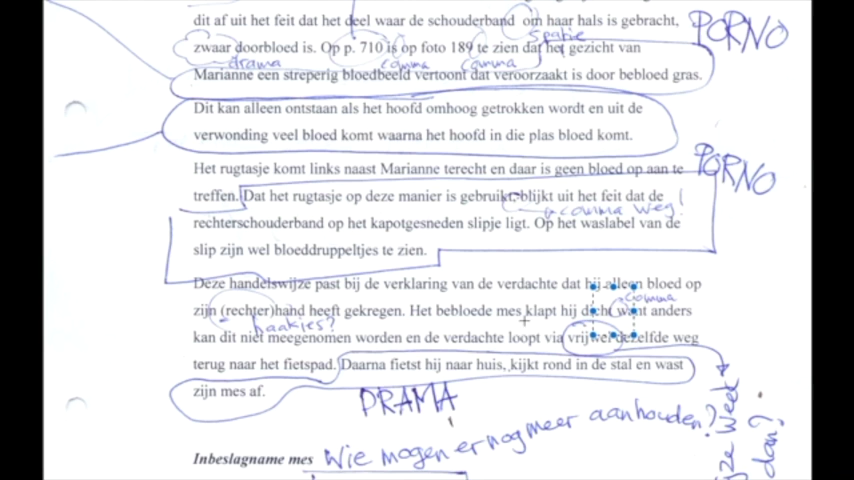 dit af uit het feit dat het deel waar de schouderband om haar hals is gebracht,
PORNO
spatie
zwaar doorbloed is. Op p. 710 is op foto 189 te zien dat het gezicht van
drama comma comma
Marianne een streperig bloedbeeld vertoont dat veroorzaakt is door bebloed gras.
Dit kan alleen ontstaan als het hoofd omhoog getrokken wordt en uit de
verwonding veel bloed komt waarna het hoofd in die plas bloed komt.
Het rugtasje komt links naast Marianne terecht en daar is geen bloed op aan te
PORNO
treffen. Dat het rugtasje op deze manier is gebruikt blijkt uit het feit dat de
comma weg!
rechterschouderband op het kapotgesneden slipje ligt. Op het waslabel van de
slip zijn wel bloeddruppeltjes te zien.
Deze handelswijze past bij de verklaring van de verdachte dat hij alleen bloed op
comma
zijn (rechter)hand heeft gekregen. Het bebloede mes klapt hij dicht want anders
haakjes?
kan dit niet meegenomen worden en de verdachte loopt via vrijwel dezelfde weg
terug naar het fietspad. Daarna fietst hij naar huis, kijkt rond in de stal en wast
zijn mes af.
DRAMA
Wie mogen er nog meer aanhouden?
dan?
Inbeslagname mes